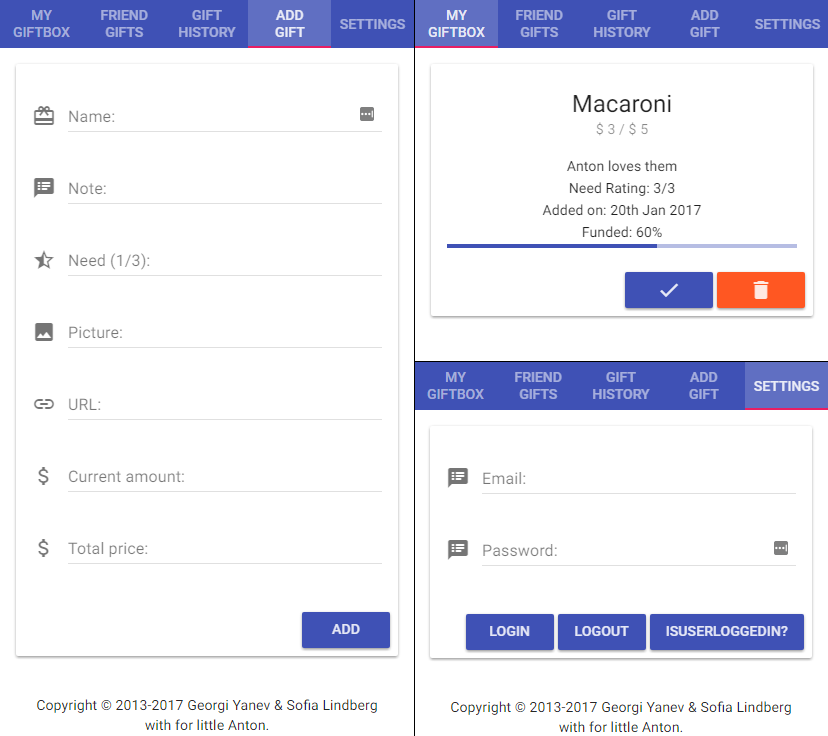 MY GIFTBOX
FRIEND GIFTS
GIFT HISTORY
ADD GIFT
SETTINGS
Name:
Note:
Need (1/3):
Picture:
URL:
Current amount:
Total price:
ADD
Copyright © 2013-2017 Georgi Yanev & Sofia Lindberg
with for little Anton.
MY GIFTBOX
FRIEND GIFTS
GIFT HISTORY
ADD GIFT
SETTINGS
Macaroni
$ 3 / $ 5
Anton loves them
Need Rating: 3/3
Added on: 20th Jan 2017
Funded: 60%
MY GIFTBOX
FRIEND GIFTS
GIFT HISTORY
ADD GIFT
SETTINGS
Email:
Password:
LOGIN
LOGOUT
ISUSERLOGGEDIN?
Copyright © 2013-2017 Georgi Yanev & Sofia Lindberg
with for little Anton.